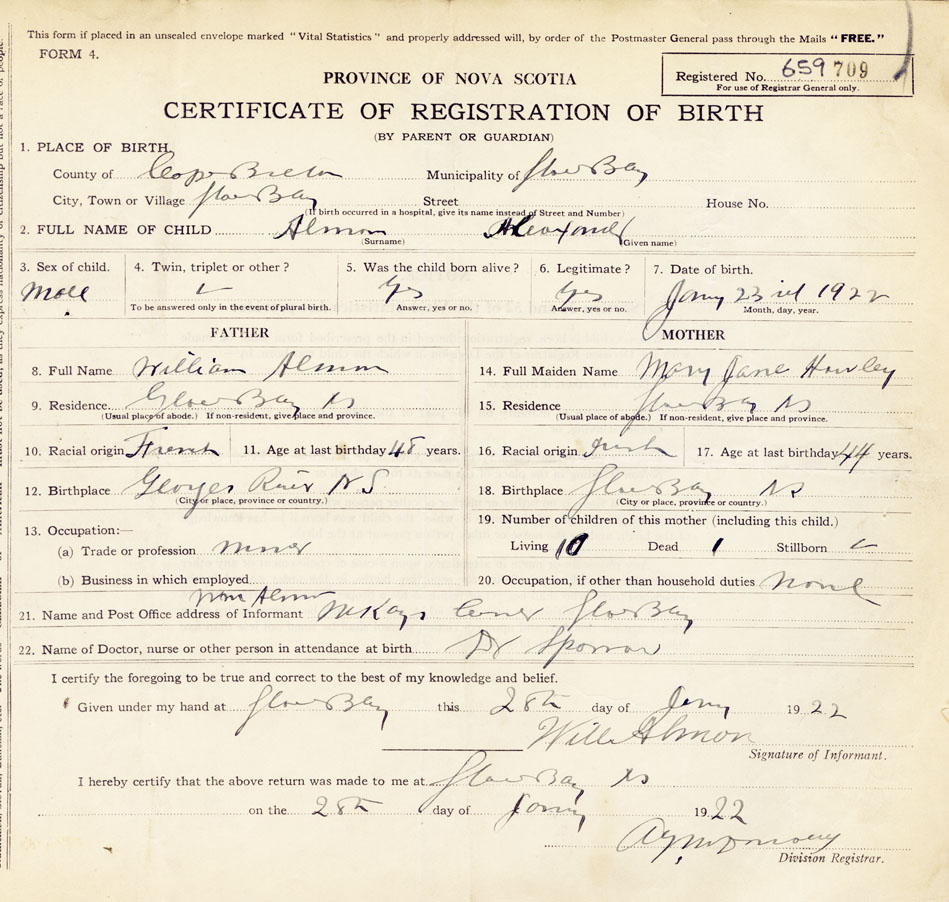 This form if placed in an unsealed envelope marked "Vital Statistics" and properly addressed will, by order of the Postmaster General pass through the Mails "FREE."
FORM 4.
PROVINCE OF NOVA SCOTIA
Registered No. 659 709
For use of Registrar General only.
CERTIFICATE OF REGISTRATION OF BIRTH
(BY PARENT OR GUARDIAN)
1. PLACE OF BIRTH,
County of Cape Breton Municipality of Glace Bay
City, Town or Village Glace Bay Street House No.
(If birth occurred in a hospital, give its name instead of Street and Number)
2. FULL NAME OF CHILD Almon Alexander
(Surname) (Given name)
3. Sex of child. 4. Twin, triplet or other? 5. Was the child born alive? 6. Legitimate? 7. Date of birth.
Male Yes Yes Jany 23rd 1922
To be answered only in the event of plural birth. Answer, yes or no. Answer, yes or no. Month, day, year.
FATHER MOTHER
8. Full Name William Almon 14. Full Maiden Name Mary Jane Hawley
9. Residence Glace Bay NS 15. Residence Glace Bay NS
(Usual place of abode.) If non-resident, give place and province. (Usual place of abode.) If non-resident, give place and province.
10. Racial origin French 11. Age at last birthday 48 years. 16. Racial origin Irish 17. Age at last birthday 44 years.
12. Birthplace Georges River NS 18. Birthplace Glace Bay NS
(City or place, province or country.) (City or place, province or country.)
13. Occupation:— 19. Number of children of this mother (including this child.)
(a) Trade or profession miner Living 10 Dead 1 Stillborn
(b) Business in which employed 20. Occupation, if other than household duties None
Wm Almon
21. Name and Post Office address of Informant McKays Corner Glace Bay
22. Name of Doctor, nurse or other person in attendance at birth Dr Sparrow
I certify the foregoing to be true and correct to the best of my knowledge and belief.
Given under my hand at Glace Bay this 28th day of Jany 1922
Will Almon
Signature of Informant.
I hereby certify that the above return was made to me at Glace Bay NS
on the 28th day of Jany 1922
Division Registrar.